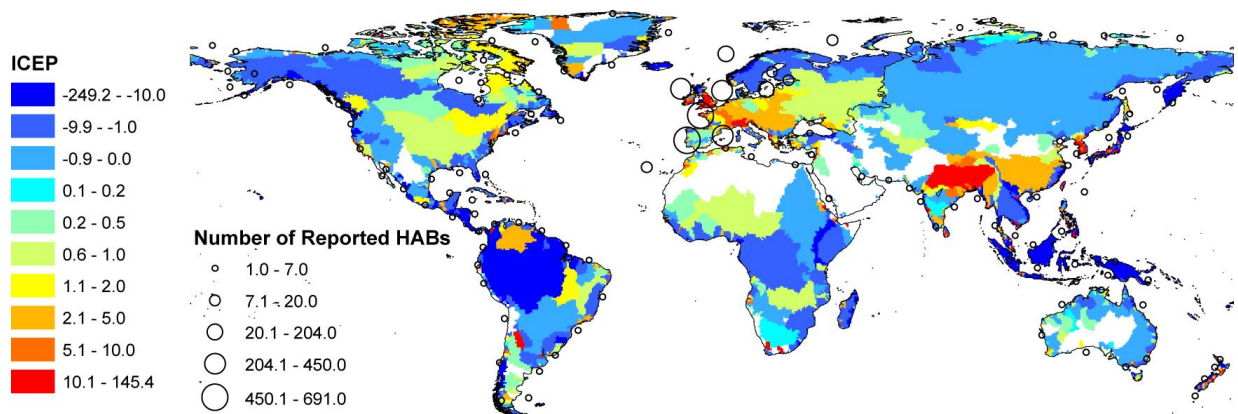 ICEP
-249.2 - -10.0
-9.9 - -1.0
-0.9 - 0.0
0.1 - 0.2
0.2 - 0.5
0.6 - 1.0
1.1 - 2.0
2.1 - 5.0
5.1 - 10.0
10.1 - 145.4
Number of Reported HABs
1.0 - 7.0
7.1 - 20.0
20.1 - 204.0
204.1 - 450.0
450.1 - 691.0